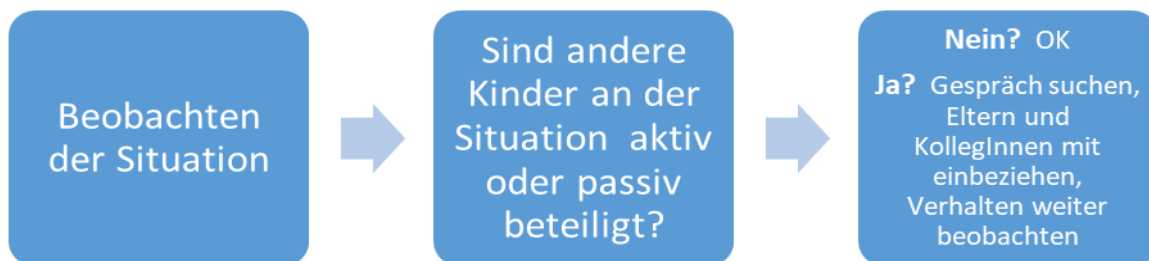 Beobachten
der Situation
Sind andere
Kinder an der
Situation aktiv
oder passiv
beteiligt?
Nein? OK
Ja? Gespräch suchen,
Eltern und
KollegInnen mit
einbeziehen,
Verhalten weiter
beobachten